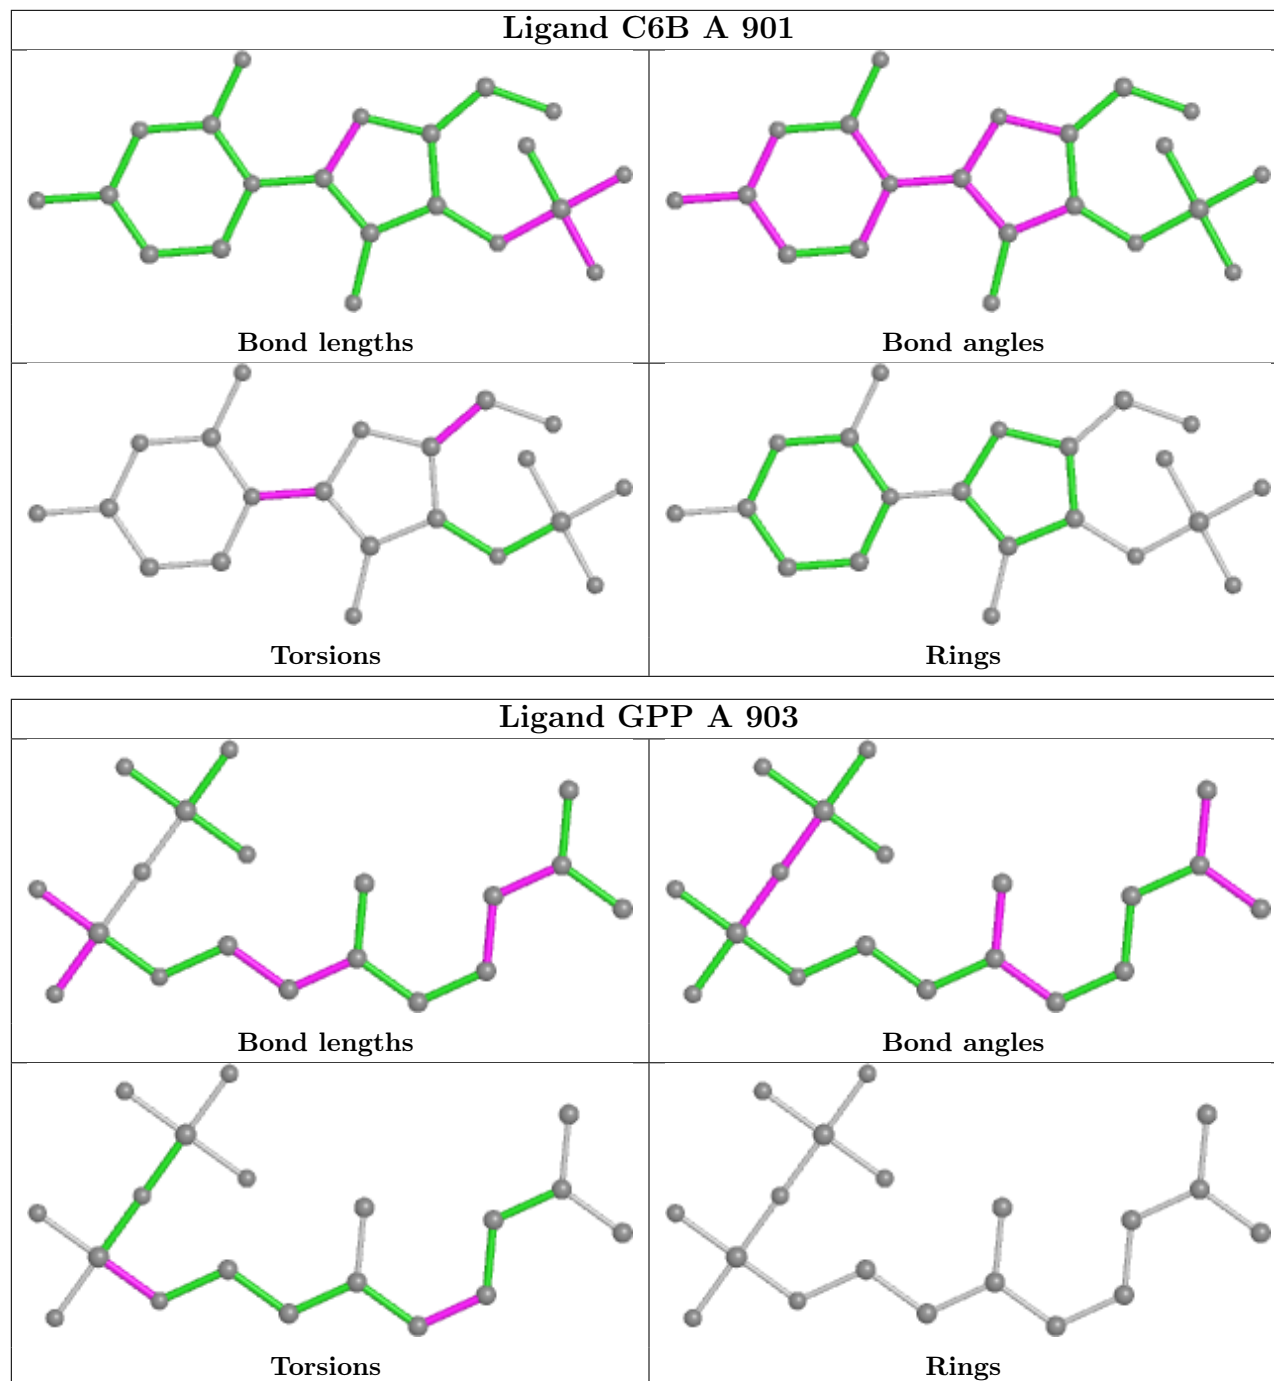 Ligand C6B A 901
Bond lengths
Bond angles
Torsions
Rings
Ligand GPP A 903
Bond lengths
Bond angles
Torsions
Rings